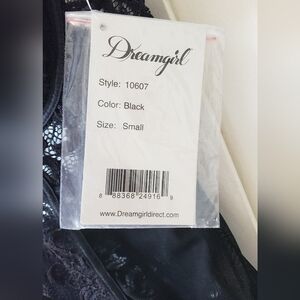 Dreamgirl
Style: 10607
Color: Black
Size: Small
8 88368 24916 9
www.Dreamgirldirect.com